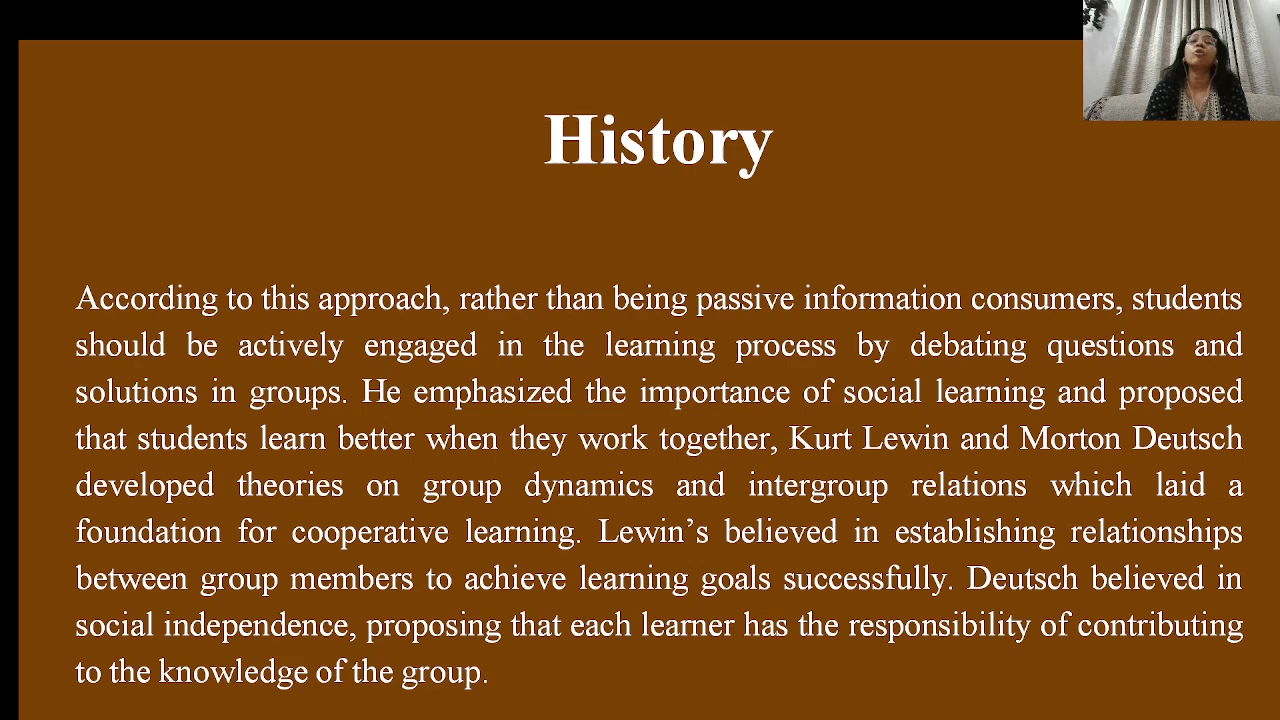 History
According to this approach, rather than being passive information consumers, students
should be actively engaged in the learning process by debating questions and
solutions in groups. He emphasized the importance of social learning and proposed
that students learn better when they work together, Kurt Lewin and Morton Deutsch
developed theories on group dynamics and intergroup relations which laid a
foundation for cooperative learning. Lewin’s believed in establishing relationships
between group members to achieve learning goals successfully. Deutsch believed in
social independence, proposing that each learner has the responsibility of contributing
to the knowledge of the group.